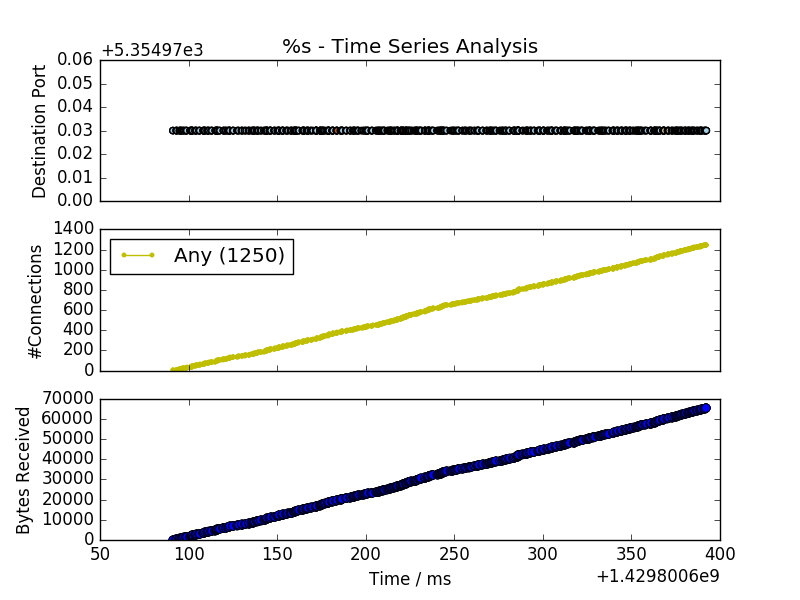 +5.35497e3
%s - Time Series Analysis
Destination Port
0.06
0.05
0.04
0.03
0.02
0.01
0.00
#Connections
1400
1200
1000
800
600
400
200
0
Any (1250)
Bytes Received
70000
60000
50000
40000
30000
20000
10000
0
50 100 150 200 250 300 350 400
Time / ms
+1.4298006e9